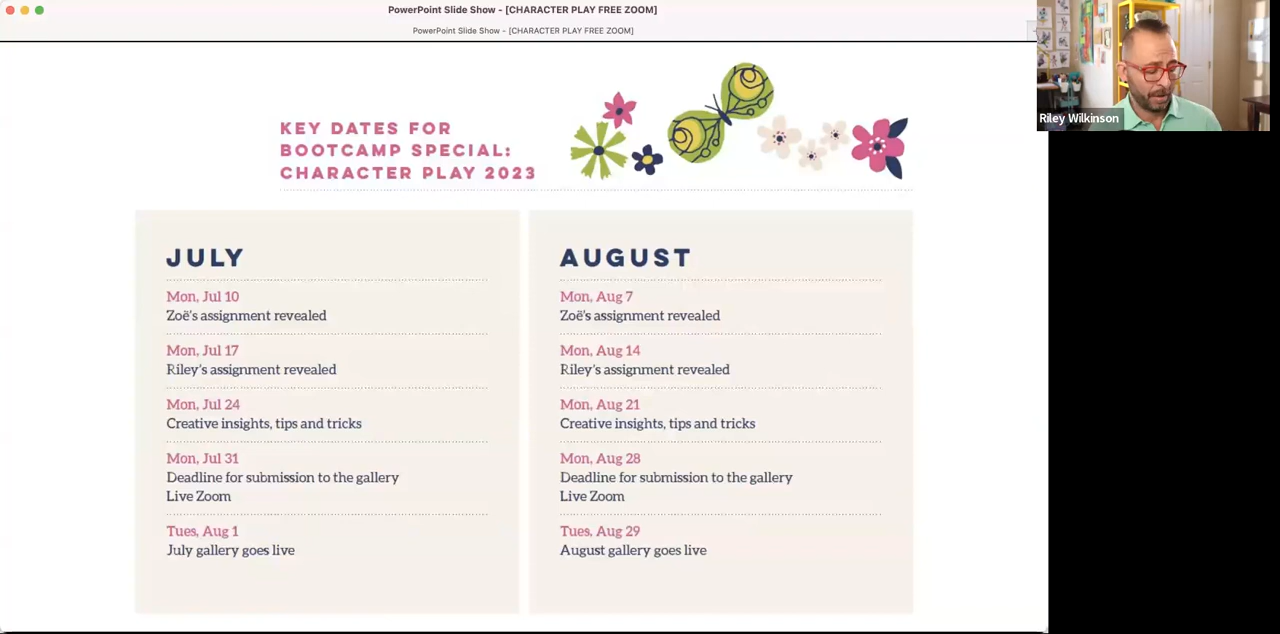 PowerPoint Slide Show - [CHARACTER PLAY FREE ZOOM]
PowerPoint Slide Show - [CHARACTER PLAY FREE ZOOM]
Riley Wilkinson
KEY DATES FOR
BOOTCAMP SPECIAL:
CHARACTER PLAY 2023
JULY
Mon, Jul 10
Zoë's assignment revealed
Mon, Jul 17
Riley's assignment revealed
Mon, Jul 24
Creative insights, tips and tricks
Mon, Jul 31
Deadline for submission to the gallery
Live Zoom
Tues, Aug 1
July gallery goes live
AUGUST
Mon, Aug 7
Zoë's assignment revealed
Mon, Aug 14
Riley's assignment revealed
Mon, Aug 21
Creative insights, tips and tricks
Mon, Aug 28
Deadline for submission to the gallery
Live Zoom
Tues, Aug 29
August gallery goes live